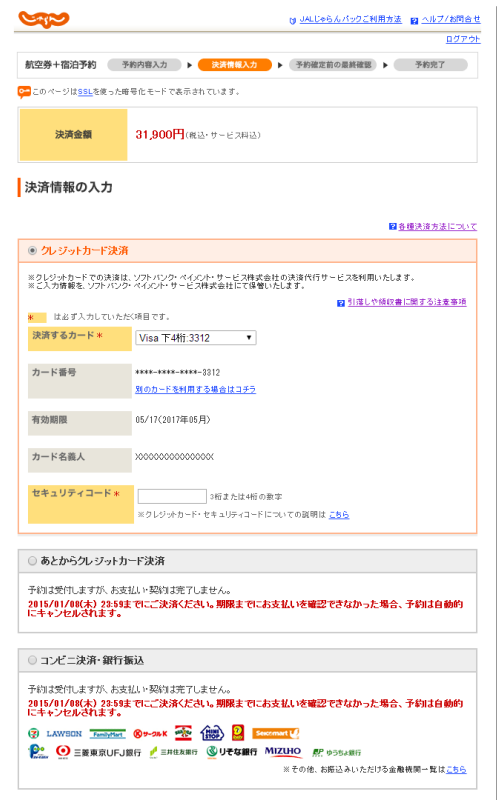 じゃらん
JALじゃらんパックご利用方法 ヘルプ/お問合せ
ログアウト
航空券＋宿泊予約 予約内容入力 決済情報入力 予約確定前の最終確認 予約完了
このページはSSLを使った暗号化モードで表示されています。
決済金額 31,900円(税込・サービス料込)
決済情報の入力
各種決済方法について
クレジットカード決済
※クレジットカードでの決済は、ソフトバンク・ペイメント・サービス株式会社の決済代行サービスを利用いたします。
※ご入力情報を、ソフトバンク・ペイメント・サービス株式会社にて保管いたします。
引落しや領収書に関する注意事項
* は必ず入力していただく項目です。
決済するカード * Visa 下4桁:3312
カード番号 ****-****-****-3312
別のカードを利用する場合はコチラ
有効期限 05/17(2017年05月)
カード名義人 XXXXXXXXXXXXXXX
セキュリティコード * 3桁または4桁の数字
※クレジットカード・セキュリティコードについての説明は こちら
あとからクレジットカード決済
予約は受付しますが、お支払い・契約は完了しません。
2015/01/08(木) 23:59までにご決済ください。期限までにお支払いを確認できなかった場合、予約は自動的
にキャンセルされます。
コンビニ決済・銀行振込
予約は受付しますが、お支払い・契約は完了しません。
2015/01/08(木) 23:59までにご決済ください。期限までにお支払いを確認できなかった場合、予約は自動的
にキャンセルされます。
LAWSON FamilyMart サークルK MINI STOP Seicomart
三菱東京UFJ銀行 三井住友銀行 りそな銀行 MIZUHO ゆうちょ銀行
※その他、お振込みいただける金融機関一覧はこちら